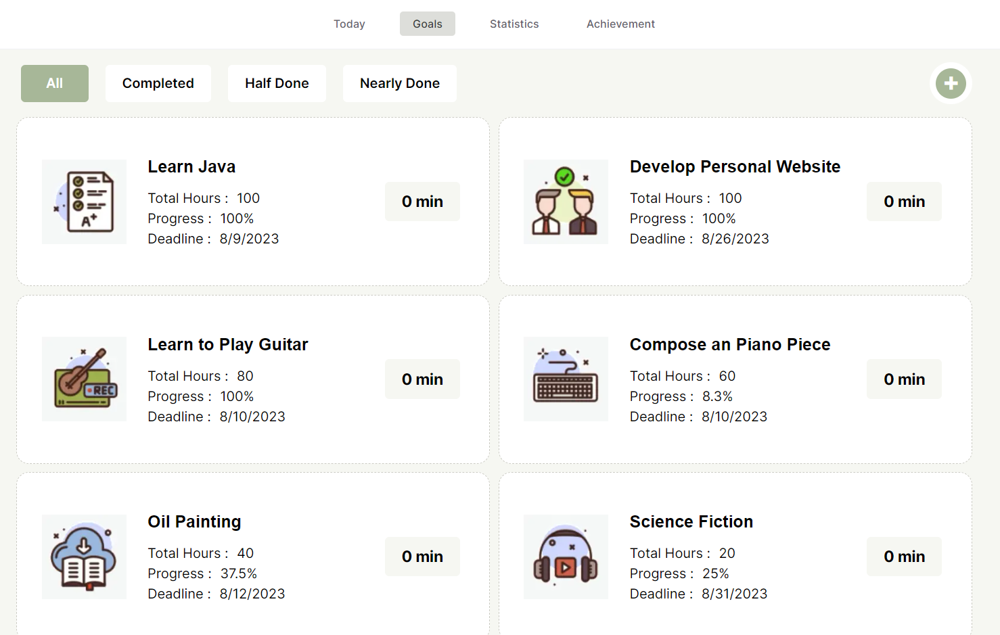 Today Goals Statistics Achievement
All Completed Half Done Nearly Done
Learn Java
Total Hours : 100
Progress : 100%
Deadline : 8/9/2023
0 min
A+
Develop Personal Website
Total Hours : 100
Progress : 100%
Deadline : 8/26/2023
0 min
Learn to Play Guitar
Total Hours : 80
Progress : 100%
Deadline : 8/10/2023
0 min
REC
Compose an Piano Piece
Total Hours : 60
Progress : 8.3%
Deadline : 8/10/2023
0 min
Oil Painting
Total Hours : 40
Progress : 37.5%
Deadline : 8/12/2023
0 min
Science Fiction
Total Hours : 20
Progress : 25%
Deadline : 8/31/2023
0 min